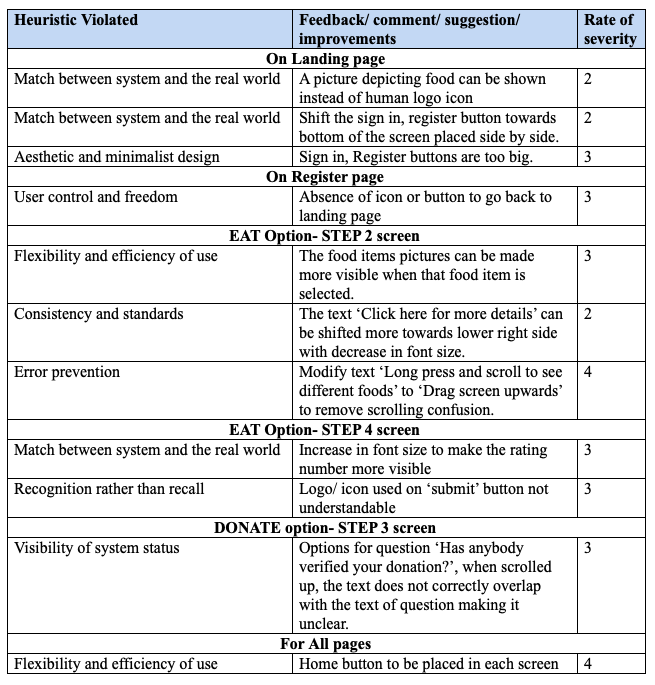 Heuristic Violated
Feedback/ comment/ suggestion/
improvements
Rate of
severity
On Landing page
Match between system and the real world
A picture depicting food can be shown
instead of human logo icon
2
Match between system and the real world
Shift the sign in, register button towards
bottom of the screen placed side by side.
2
Aesthetic and minimalist design
Sign in, Register buttons are too big.
3
On Register page
User control and freedom
Absence of icon or button to go back to
landing page
3
EAT Option- STEP 2 screen
Flexibility and efficiency of use
The food items pictures can be made
more visible when that food item is
selected.
3
Consistency and standards
The text ‘Click here for more details’ can
be shifted more towards lower right side
with decrease in font size.
2
Error prevention
Modify text ‘Long press and scroll to see
different foods’ to ‘Drag screen upwards’
to remove scrolling confusion.
4
EAT Option- STEP 4 screen
Match between system and the real world
Increase in font size to make the rating
number more visible
3
Recognition rather than recall
Logo/ icon used on ‘submit’ button not
understandable
3
DONATE option- STEP 3 screen
Visibility of system status
Options for question ‘Has anybody
verified your donation?’, when scrolled
up, the text does not correctly overlap
with the text of question making it
unclear.
3
For All pages
Flexibility and efficiency of use
Home button to be placed in each screen
4